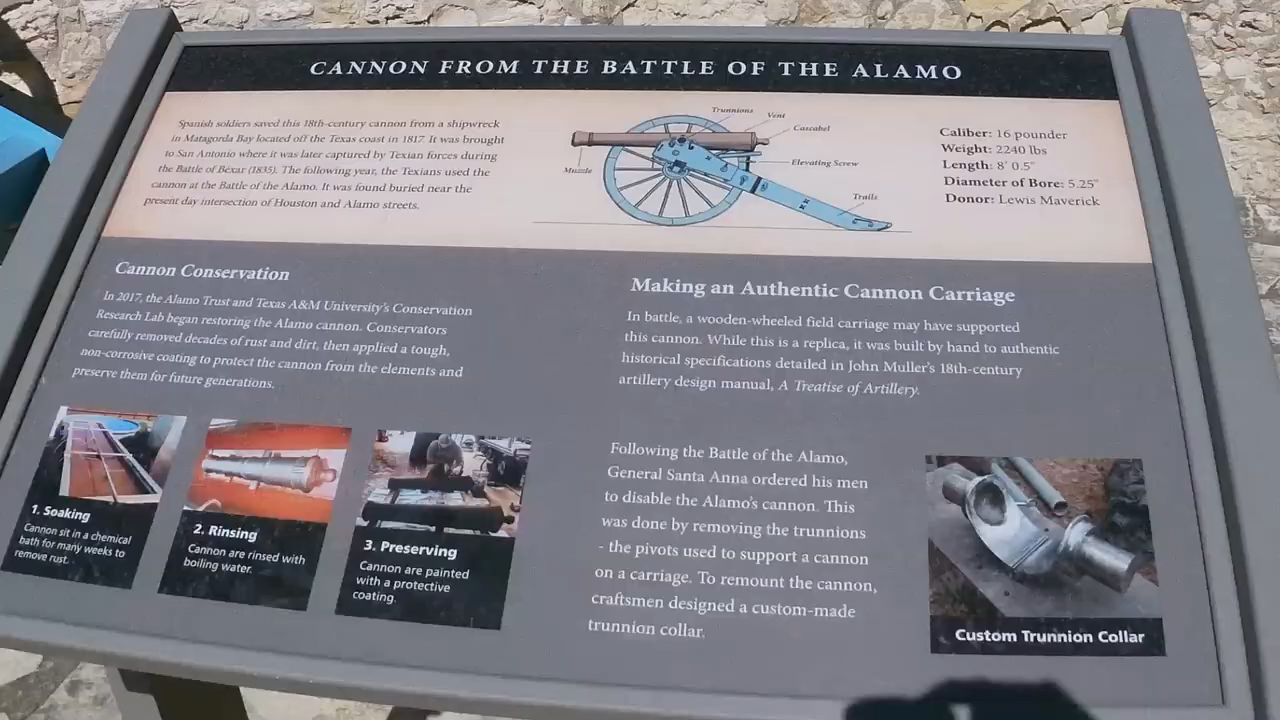 CANNON FROM THE BATTLE OF THE ALAMO
Spanish soldiers saved this 18th-century cannon from a shipwreck
in Matagorda Bay located off the Texas coast in 1817. It was brought
to San Antonio where it was later captured by Texian forces during
the Battle of Béxar (1835). The following year, the Texians used the
cannon at the Battle of the Alamo. It was found buried near the
present day intersection of Houston and Alamo streets.
Trunnions
Vent
Cascabel
Muzzle
Elevating Screw
Trails
Caliber: 16 pounder
Weight: 2240 lbs
Length: 8' 0.5"
Diameter of Bore: 5.25"
Donor: Lewis Maverick
Cannon Conservation
In 2017, the Alamo Trust and Texas A&M University's Conservation
Research Lab began restoring the Alamo cannon. Conservators
carefully removed decades of rust and dirt, then applied a tough,
non-corrosive coating to protect the cannon from the elements and
preserve them for future generations.
1. Soaking
Cannon sit in a chemical
bath for many weeks to
remove rust.
2. Rinsing
Cannon are rinsed with
boiling water.
3. Preserving
Cannon are painted
with a protective
coating.
Making an Authentic Cannon Carriage
In battle, a wooden-wheeled field carriage may have supported
this cannon. While this is a replica, it was built by hand to authentic
historical specifications detailed in John Muller's 18th-century
artillery design manual, A Treatise of Artillery.
Following the Battle of the Alamo,
General Santa Anna ordered his men
to disable the Alamo's cannon. This
was done by removing the trunnions
- the pivots used to support a cannon
on a carriage. To remount the cannon,
craftsmen designed a custom-made
trunnion collar.
Custom Trunnion Collar